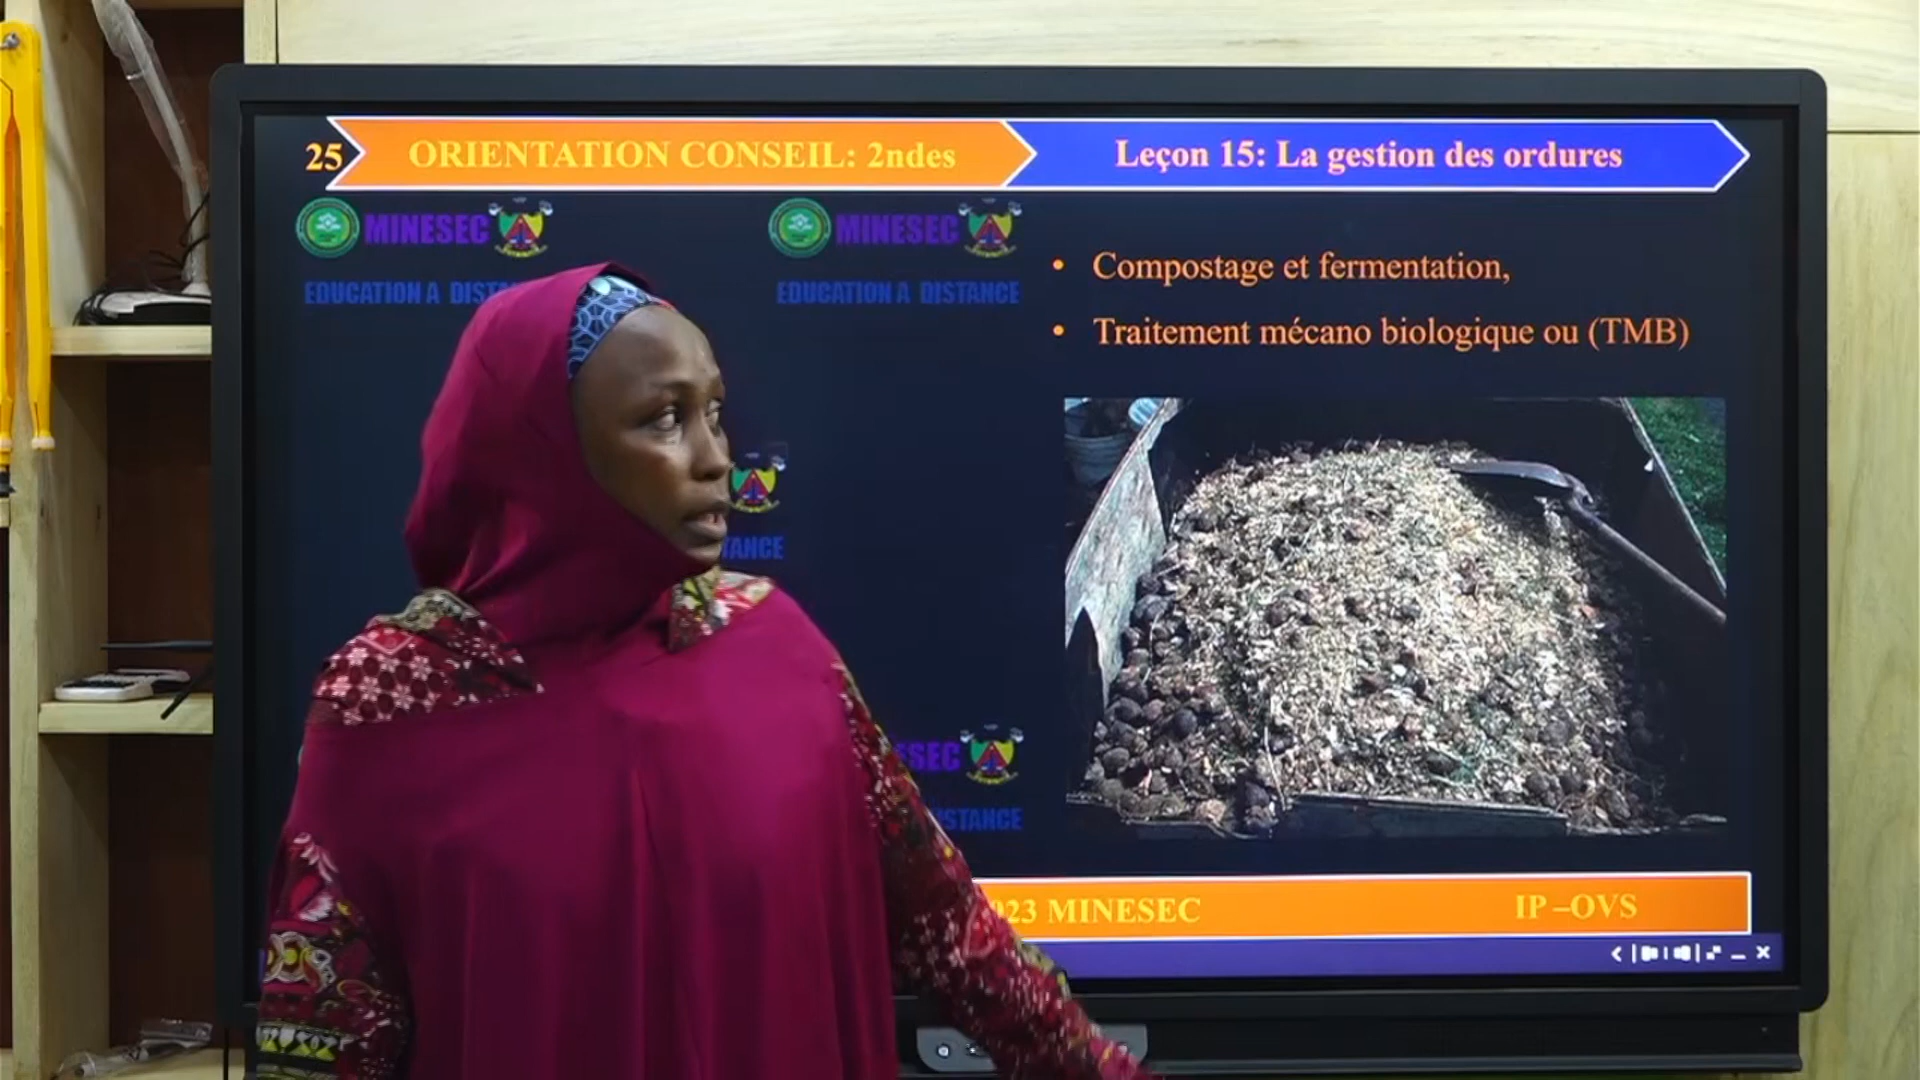 25 ORIENTATION CONSEIL: 2ndes Leçon 15: La gestion des ordures
MINESEC MINESEC
EDUCATION A DISTANCE
• Compostage et fermentation,
• Traitement mécano biologique ou (TMB)
TANCE
MINESEC IP –OVS